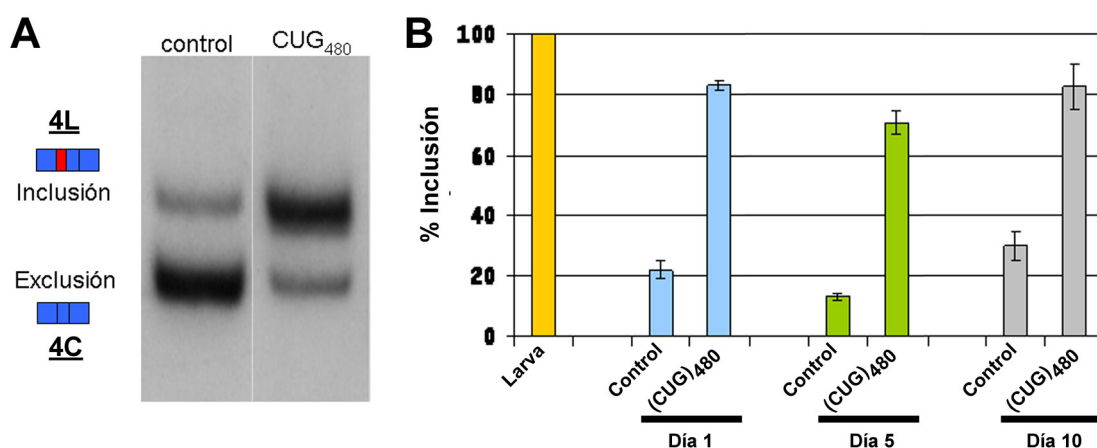 A
control
CUG480
4L
Inclusión
Exclusión
4C
B
% Inclusión
100
80
60
40
20
0
Larva
Control
(CUG)480
Control
(CUG)480
Control
(CUG)480
Día 1
Día 5
Día 10